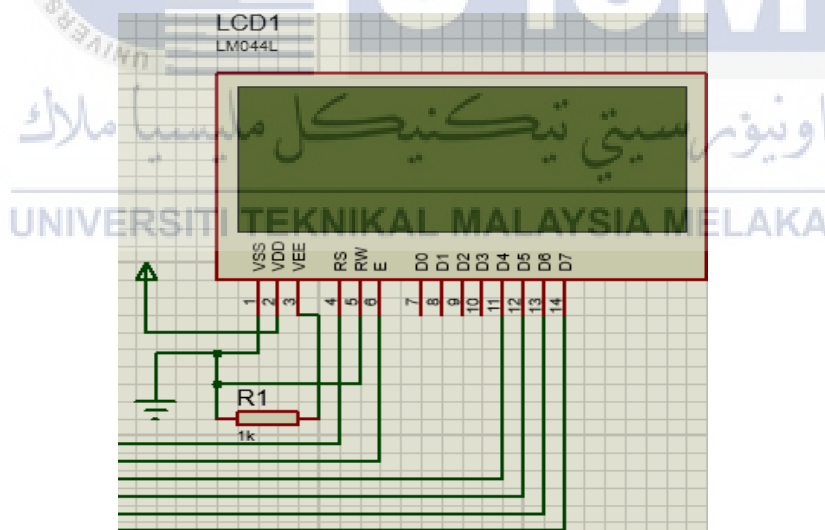 LCD1
LM044L
اونيۏرسيتي تيكنيكل مليسيا ملاك
UNIVERSITI TEKNIKAL MALAYSIA MELAKA
VSS VDD VEE RS RW E D0 D1 D2 D3 D4 D5 D6 D7
1 2 3 4 5 6 7 8 9 10 11 12 13 14
R1
1k